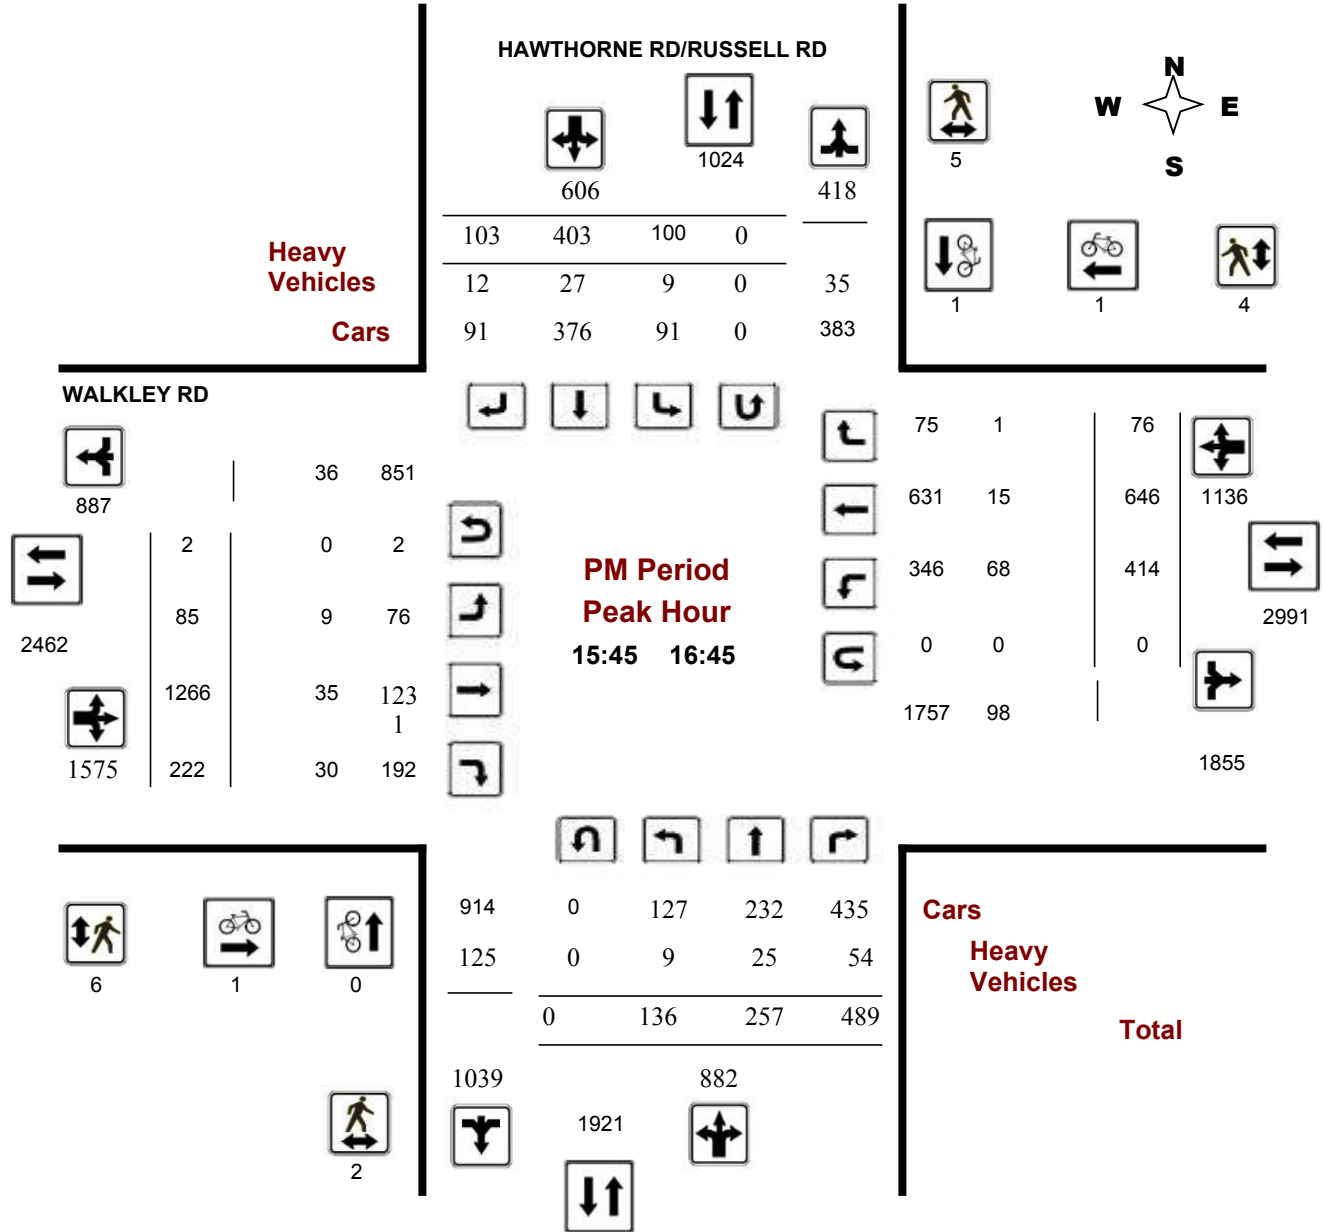 HAWTHORNE RD/RUSSELL RD
N
W E
S
1024
5
606 418
103 403 100 0
Heavy
Vehicles
12 27 9 0 35
1 1 4
Cars
91 376 91 0 383
WALKLEY RD
75 1 76
36 851
887
631 15 646 1136
2 0 2
PM Period
346 68 414
85 9 76
Peak Hour
2991
2462
15:45 16:45
0 0 0
1266 35 123
1
1757 98
1575 222 30 192
1855
914 0 127 232 435
Cars
125 0 9 25 54
Heavy
Vehicles
6 1 0
0 136 257 489
Total
1039 882
1921
2